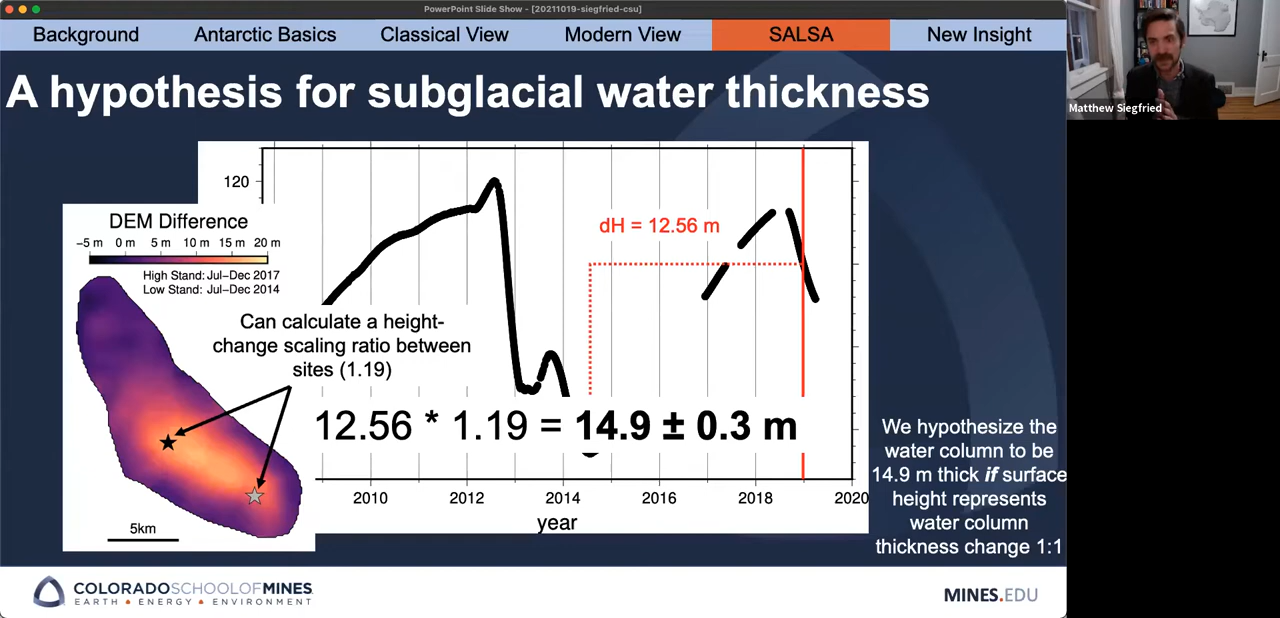 PowerPoint Slide Show - [20211019-siegfried-csu]
Background Antarctic Basics Classical View Modern View SALSA New Insight
A hypothesis for subglacial water thickness
Matthew Siegfried
120
dH = 12.56 m
DEM Difference
−5 m 0 m 5 m 10 m 15 m 20 m
High Stand: Jul−Dec 2017
Low Stand: Jul−Dec 2014
Can calculate a height-
change scaling ratio between
sites (1.19)
12.56 * 1.19 = 14.9 ± 0.3 m
5km
2010 2012 2014 2016 2018 2020
year
We hypothesize the
water column to be
14.9 m thick if surface
height represents
water column
thickness change 1:1
COLORADOSCHOOLOFMINES
EARTH ENERGY ENVIRONMENT
MINES.EDU